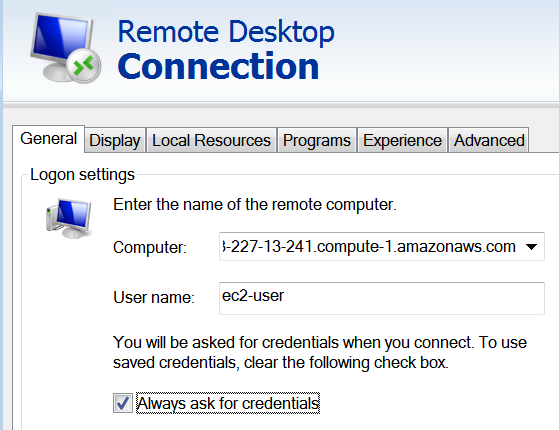 Remote Desktop
Connection
General Display Local Resources Programs Experience Advanced
Logon settings
Enter the name of the remote computer.
Computer: -227-13-241.compute-1.amazonaws.com
User name: ec2-user
You will be asked for credentials when you connect. To use
saved credentials, clear the following check box.
Always ask for credentials